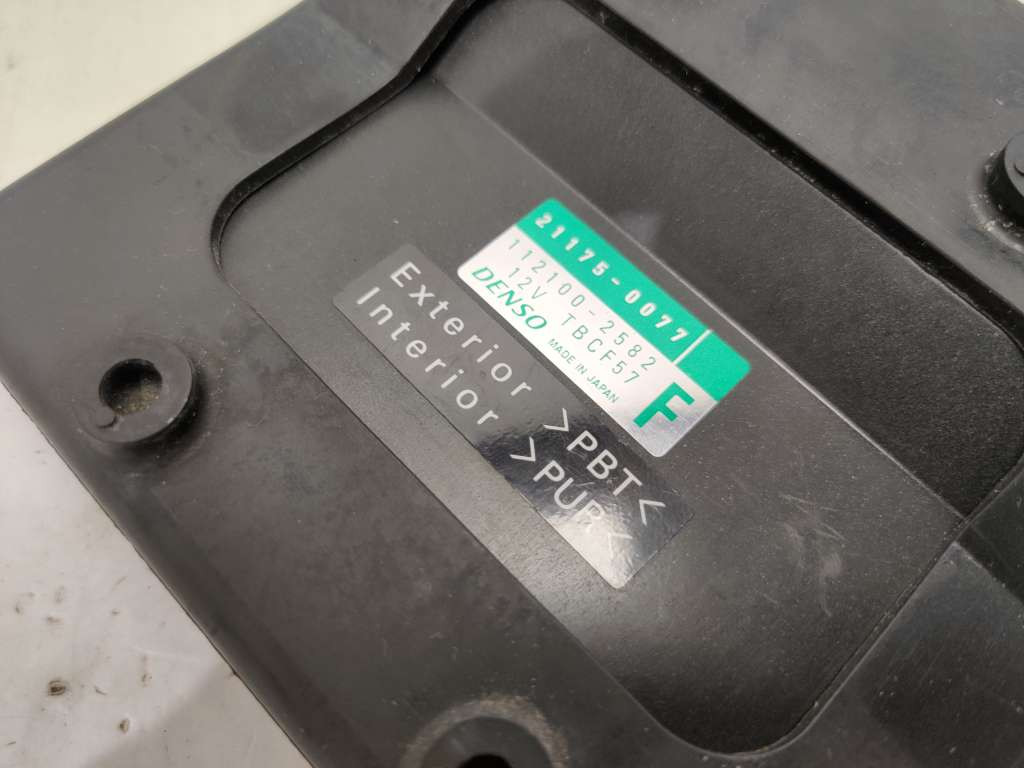 21175-0077
112100-2582
12V TBCF57
DENSO MADE IN JAPAN F
Exterior >PBT<
Interior >PUR<